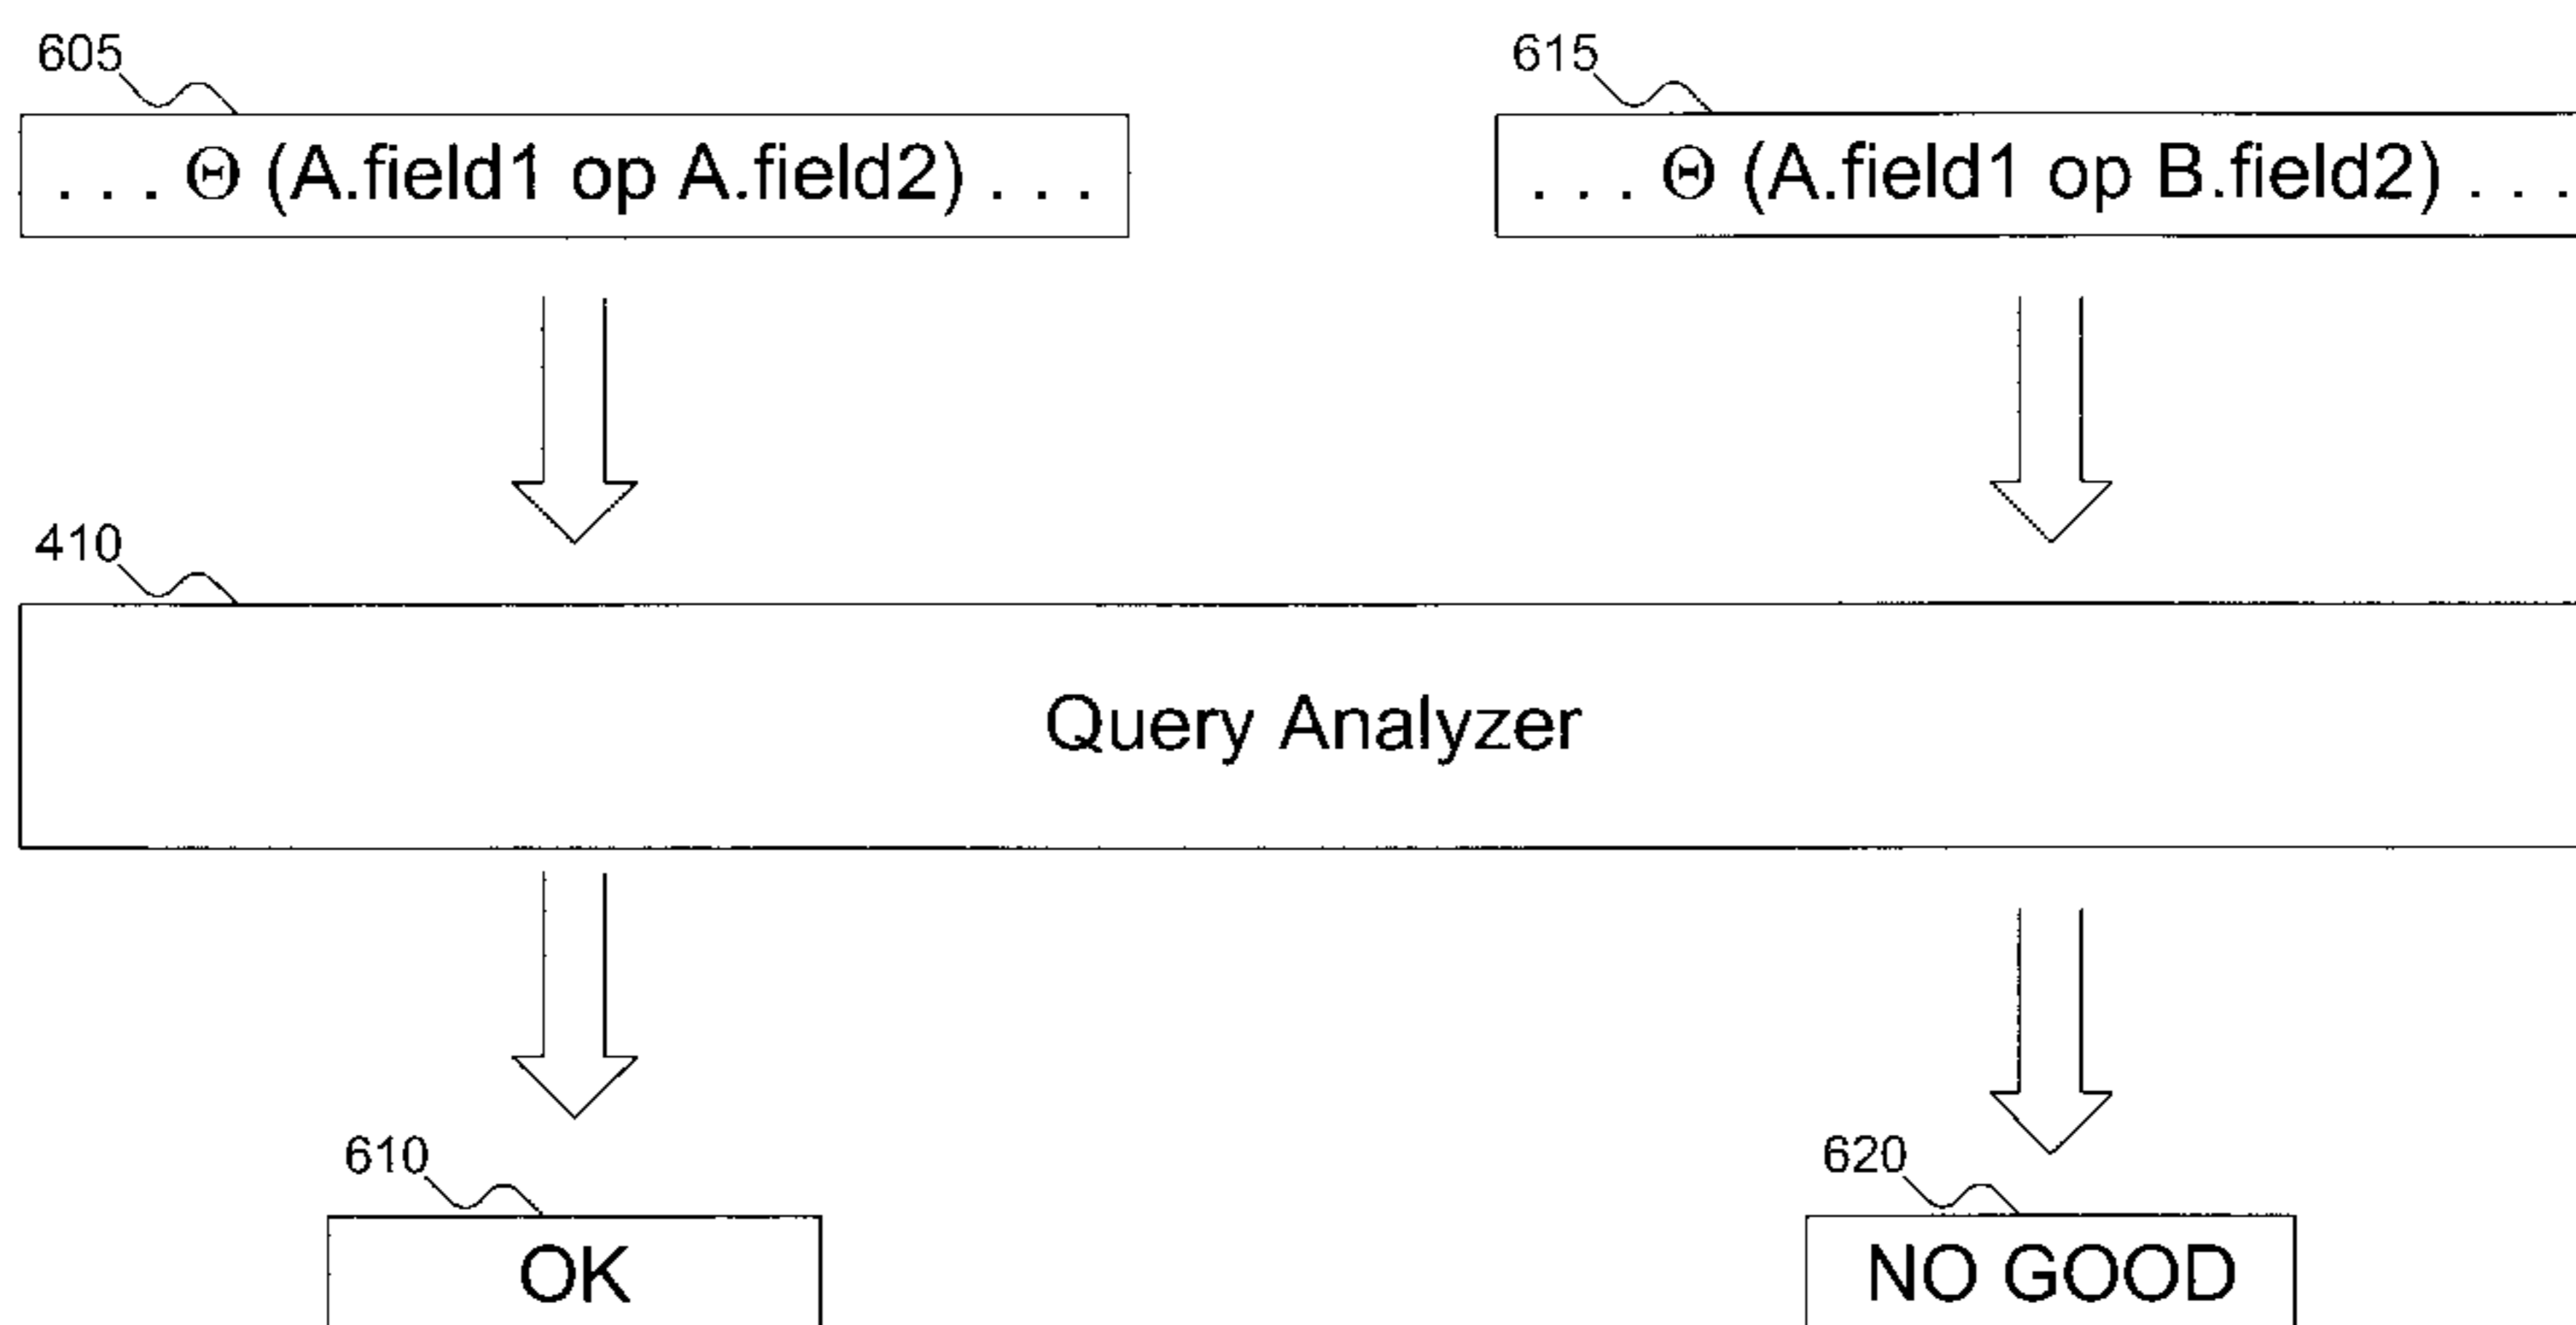 605
615
. . . Θ (A.field1 op A.field2) . . .
. . . Θ (A.field1 op B.field2) . . .
410
Query Analyzer
610
620
OK
NO GOOD